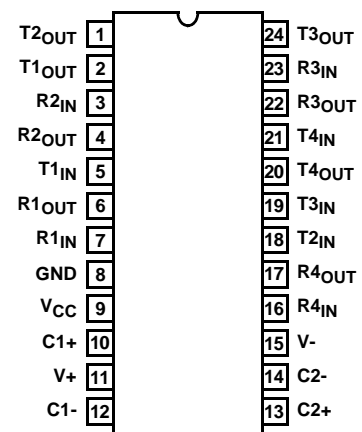 T2OUT 1 24 T3OUT
T1OUT 2 23 R3IN
R2IN 3 22 R3OUT
R2OUT 4 21 T4IN
T1IN 5 20 T4OUT
R1OUT 6 19 T3IN
R1IN 7 18 T2IN
GND 8 17 R4OUT
VCC 9 16 R4IN
C1+ 10 15 V-
V+ 11 14 C2-
C1- 12 13 C2+